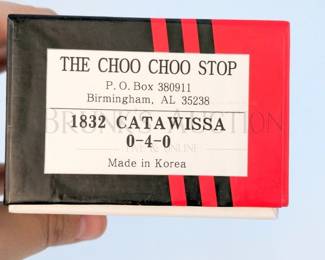 THE CHOO CHOO STOP
P.O. Box 380911
Birmingham, AL 35238
1832 CATAWISSA
0-4-0
Made in Korea